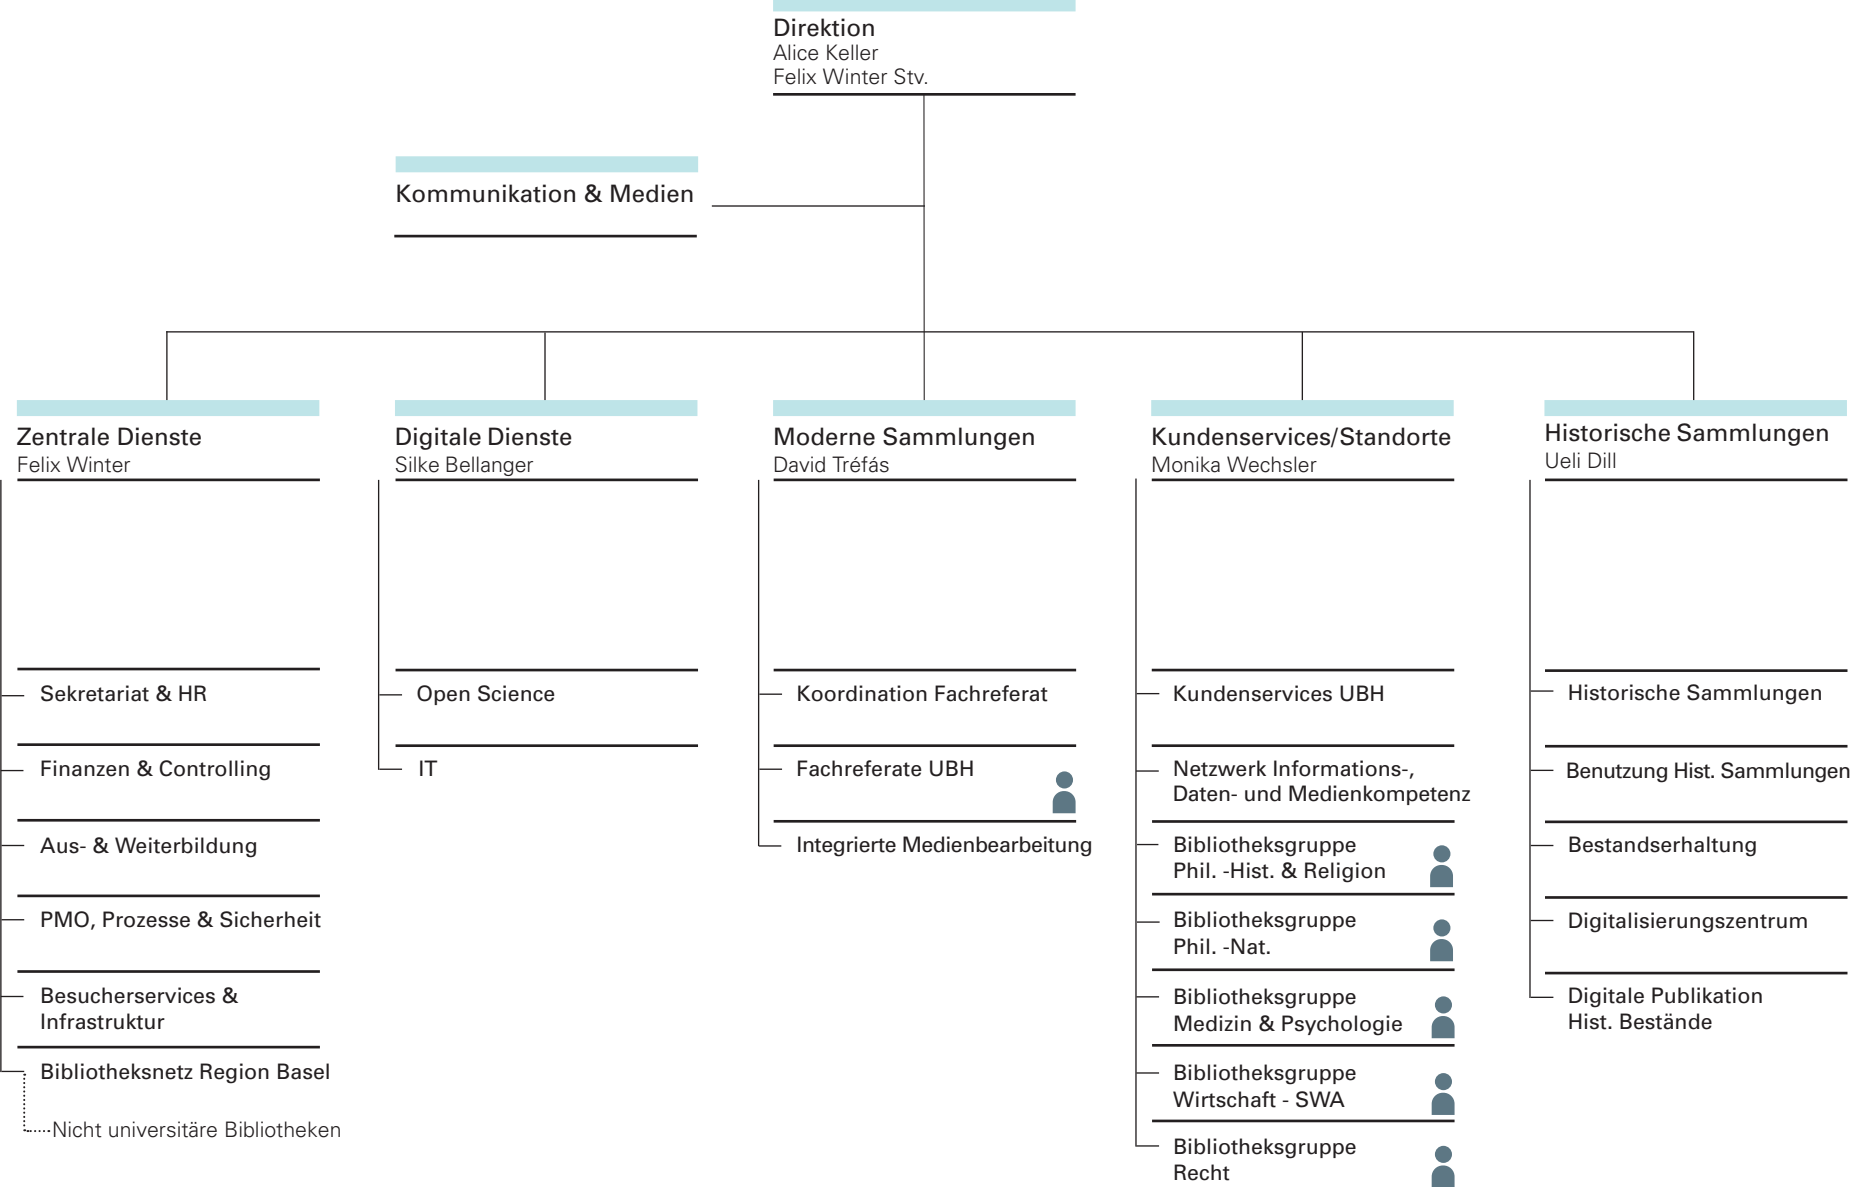 Direktion
Alice Keller
Felix Winter Stv.
Kommunikation & Medien
Zentrale Dienste
Felix Winter
Sekretariat & HR
Finanzen & Controlling
Aus- & Weiterbildung
PMO, Prozesse & Sicherheit
Besucherservices &
Infrastruktur
Bibliotheksnetz Region Basel
Nicht universitäre Bibliotheken
Digitale Dienste
Silke Bellanger
Open Science
IT
Moderne Sammlungen
David Tréfás
Koordination Fachreferat
Fachreferate UBH
Integrierte Medienbearbeitung
Kundenservices/Standorte
Monika Wechsler
Kundenservices UBH
Netzwerk Informations-,
Daten- und Medienkompetenz
Bibliotheksgruppe
Phil. -Hist. & Religion
Bibliotheksgruppe
Phil. -Nat.
Bibliotheksgruppe
Medizin & Psychologie
Bibliotheksgruppe
Wirtschaft - SWA
Bibliotheksgruppe
Recht
Historische Sammlungen
Ueli Dill
Historische Sammlungen
Benutzung Hist. Sammlungen
Bestandserhaltung
Digitalisierungszentrum
Digitale Publikation
Hist. Bestände